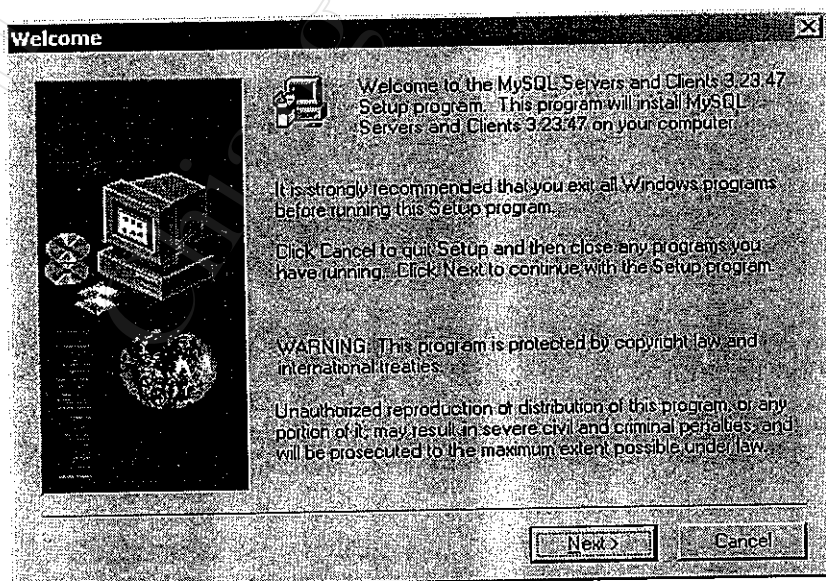 Welcome
Welcome to the MySQL Servers and Clients 3.23.47
Setup program. This program will install MySQL
Servers and Clients 3.23.47 on your computer.
It is strongly recommended that you exit all Windows programs
before running this Setup program.
Click Cancel to quit Setup and then close any programs you
have running. Click Next to continue with the Setup program.
WARNING: This program is protected by copyright law and
international treaties.
Unauthorized reproduction or distribution of this program, or any
portion of it, may result in severe civil and criminal penalties, and
will be prosecuted to the maximum extent possible under law.
Next >
Cancel